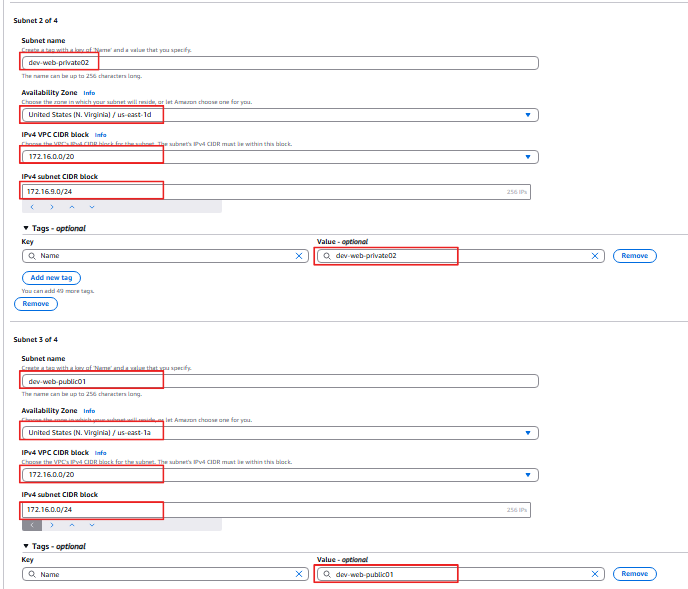 Subnet 2 of 4
Subnet name
Create a tag with a key of 'Name' and a value that you specify.
dev-web-private02
The name can be up to 256 characters long.
Availability Zone Info
Choose the zone in which your subnet will reside, or let Amazon choose one for you.
United States (N. Virginia) / us-east-1d
IPv4 VPC CIDR block Info
Choose the VPC's IPv4 CIDR block for the subnet. The subnet's IPv4 CIDR must lie within this block.
172.16.0.0/20
IPv4 subnet CIDR block
172.16.9.0/24 256 IPs
Tags - optional
Key Value - optional
Name dev-web-private02 Remove
Add new tag
You can add 49 more tags.
Remove
Subnet 3 of 4
Subnet name
Create a tag with a key of 'Name' and a value that you specify.
dev-web-public01
The name can be up to 256 characters long.
Availability Zone Info
Choose the zone in which your subnet will reside, or let Amazon choose one for you.
United States (N. Virginia) / us-east-1a
IPv4 VPC CIDR block Info
Choose the VPC's IPv4 CIDR block for the subnet. The subnet's IPv4 CIDR must lie within this block.
172.16.0.0/20
IPv4 subnet CIDR block
172.16.0.0/24 256 IPs
Tags - optional
Key Value - optional
Name dev-web-public01 Remove